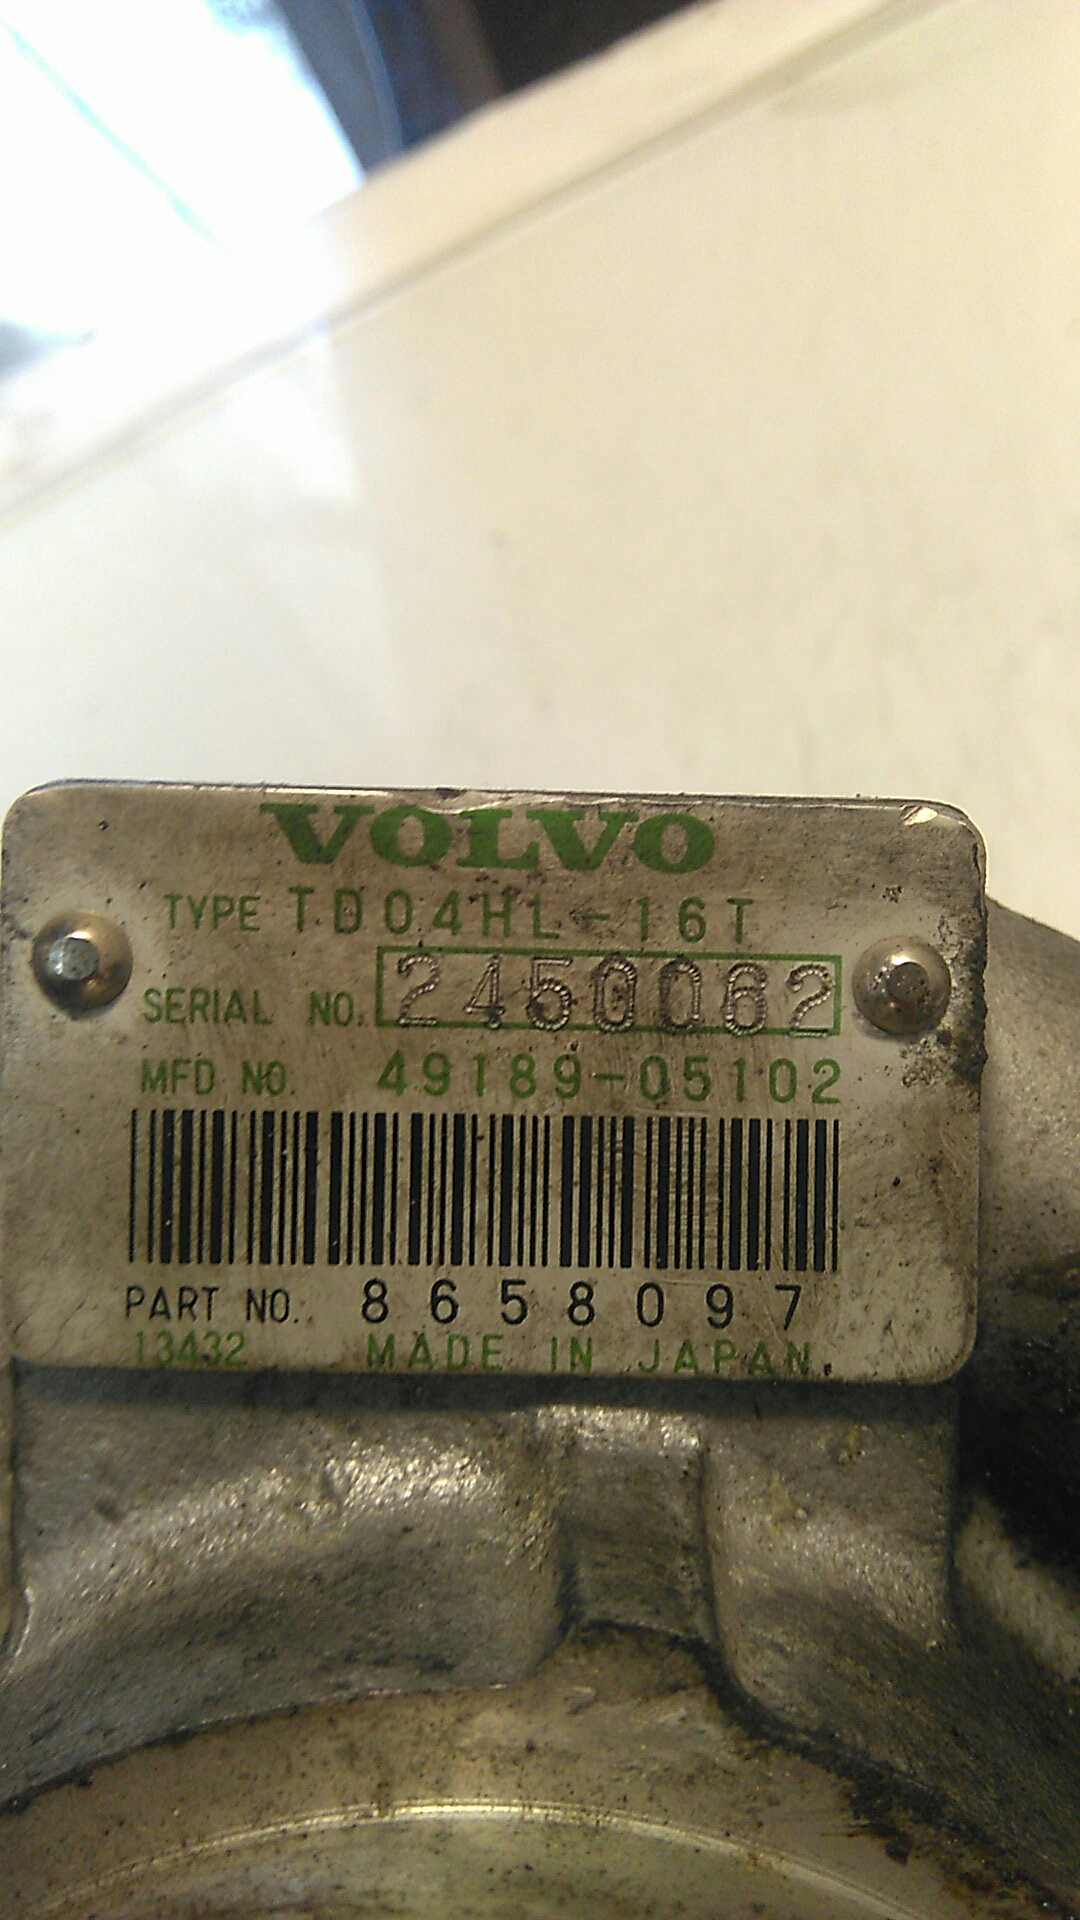 VOLVO
TYPE TD04HL-16T
SERIAL NO. 2450062
MFD NO. 49189-05102
PART NO. 8658097
13432 MADE IN JAPAN.